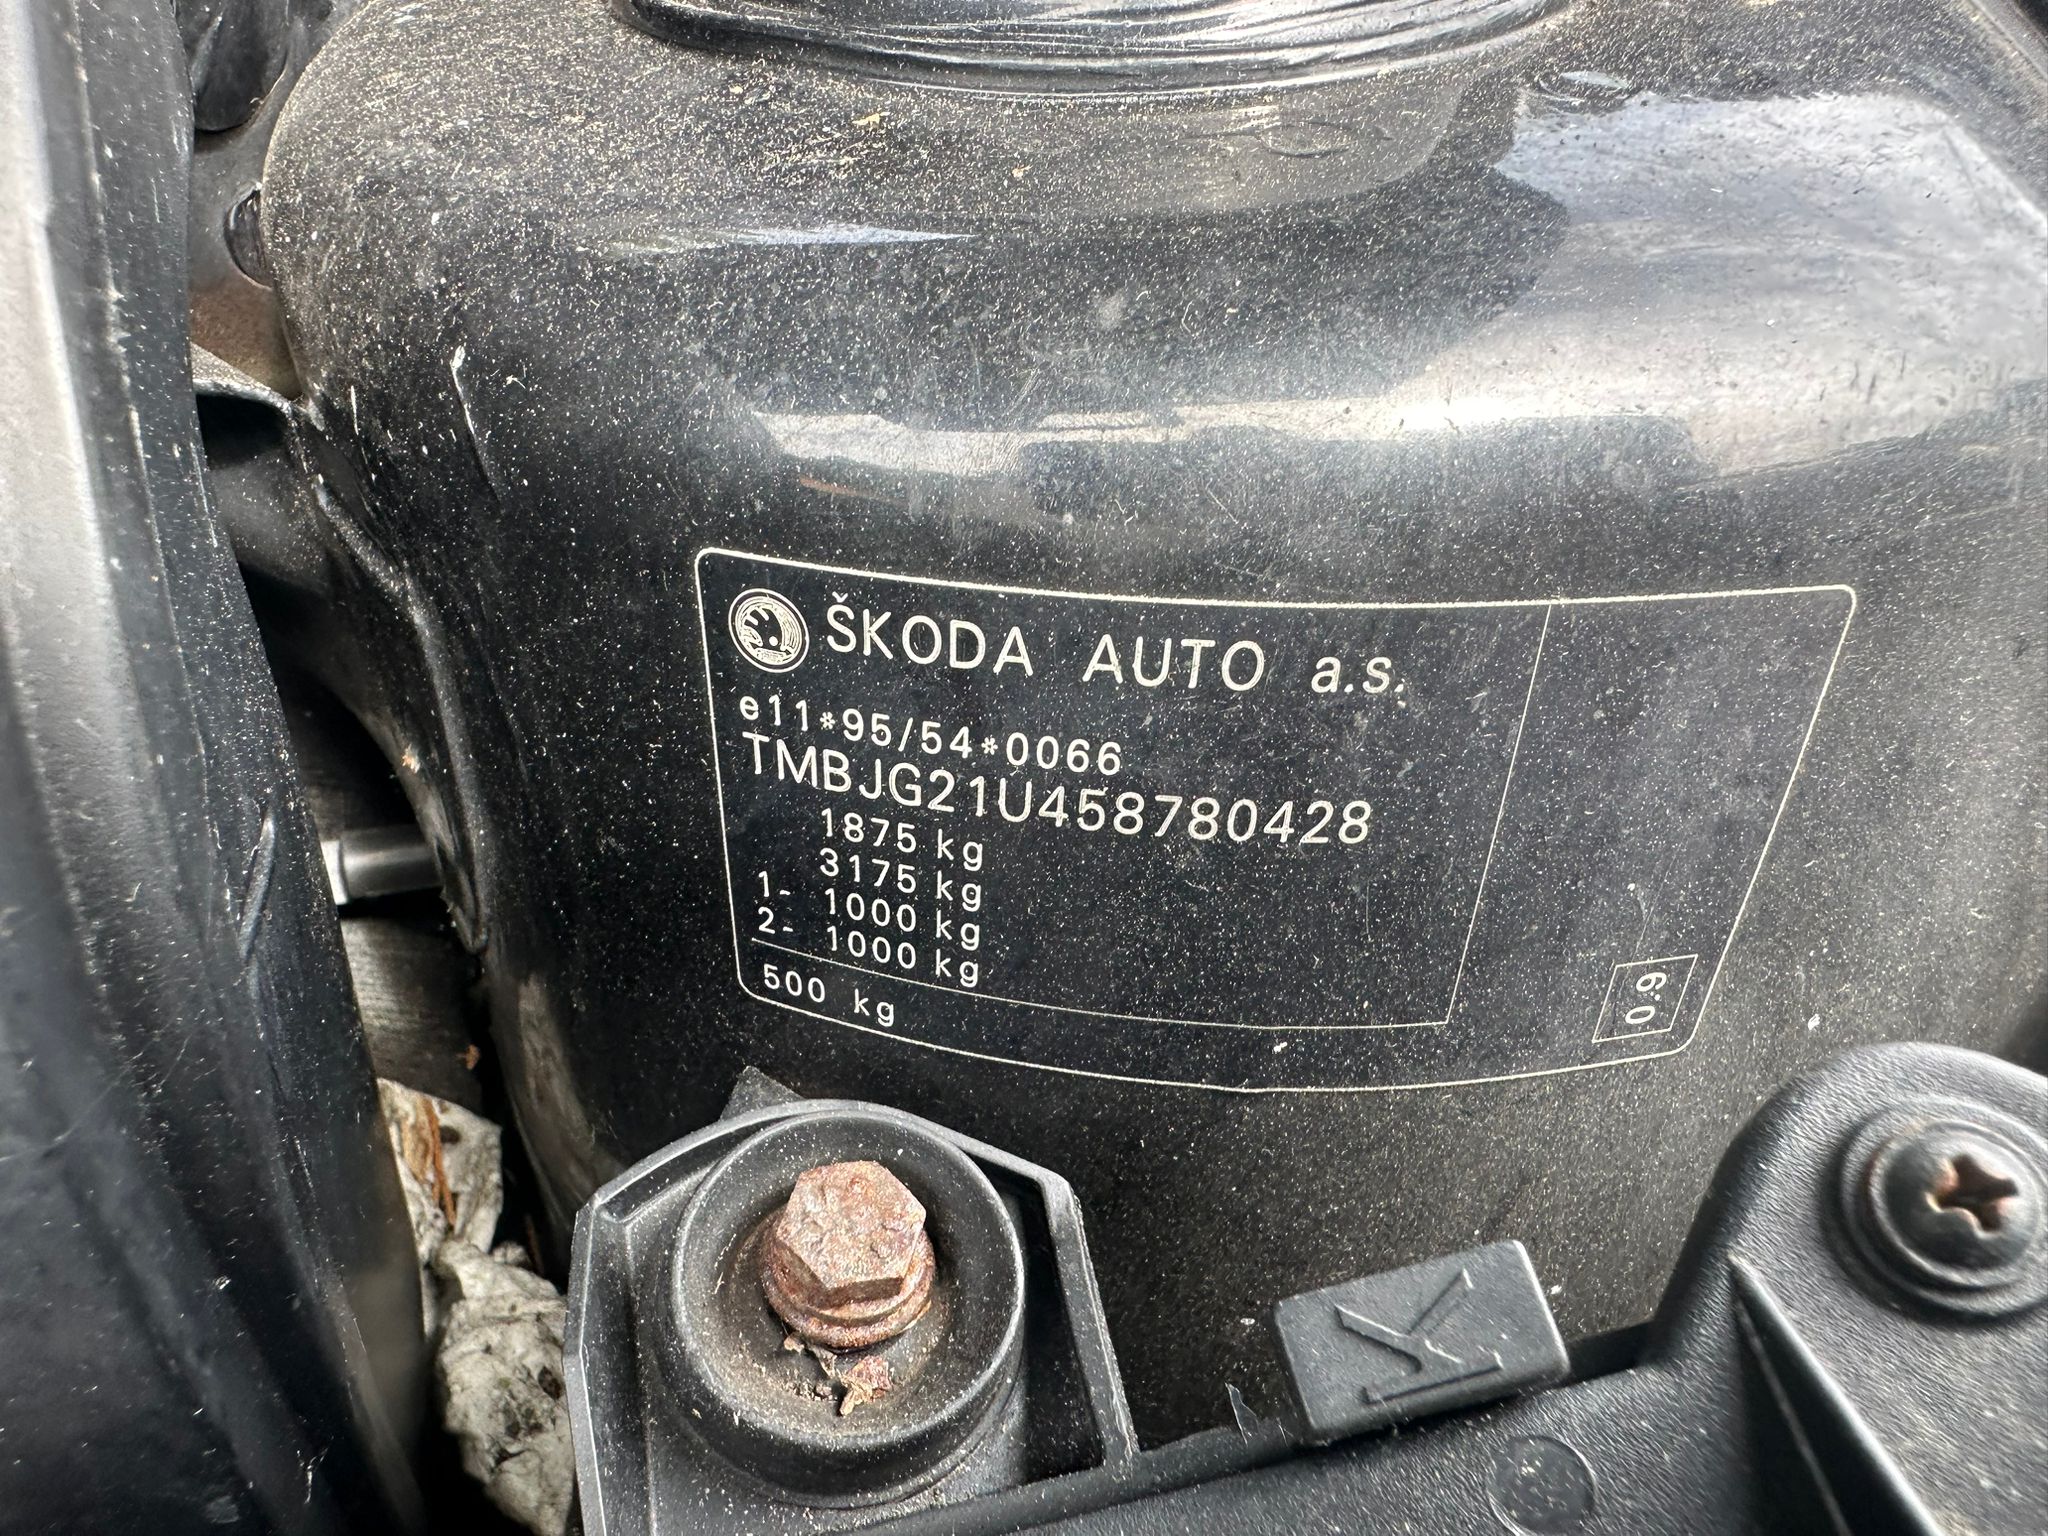 ŠKODA AUTO a.s.
e11*95/54*0066
TMBJG21U458780428
1875 kg
3175 kg
1- 1000 kg
2- 1000 kg
500 kg
6.0
K